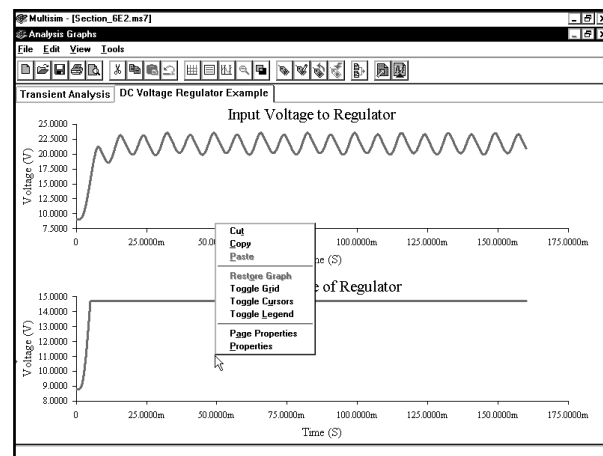 Multisim - [Section_6E2.ms7]
Analysis Graphs
File Edit View Tools
Transient Analysis DC Voltage Regulator Example
Input Voltage to Regulator
Voltage (V)
25.0000
22.5000
20.0000
17.5000
15.0000
12.5000
10.0000
7.5000
0 25.0000m 50.0 100.0000m 125.0000m 150.0000m 175.0000m
me (S)
Cut
Copy
Paste
Restore Graph
Toggle Grid
Toggle Cursors
Toggle Legend
Page Properties
Properties
e of Regulator
Voltage (V)
15.0000
14.0000
13.0000
12.0000
11.0000
10.0000
9.0000
8.0000
0 25.0000m 50.0000m 75.0000m 100.0000m 125.0000m 150.0000m 175.0000m
Time (S)